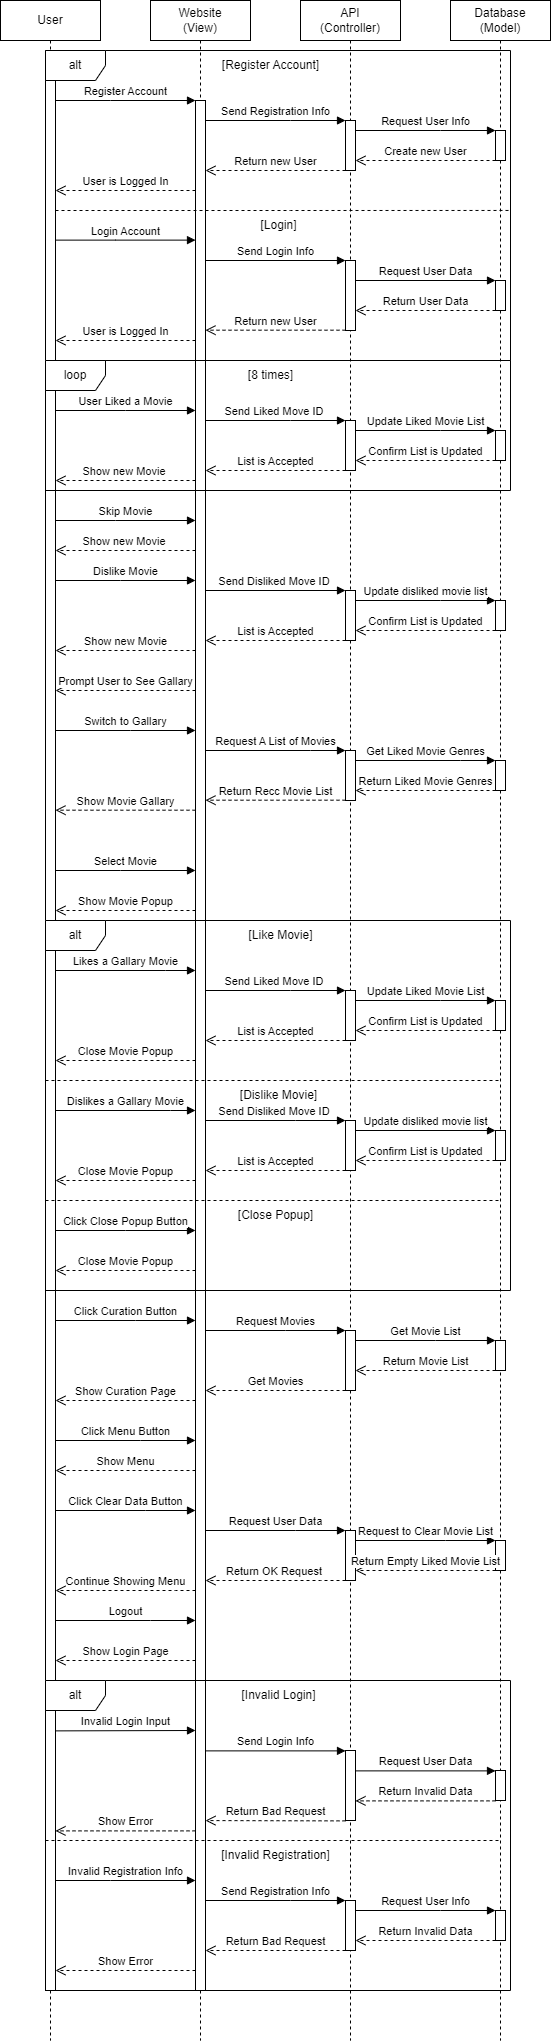 User
Website
(View)
API
(Controller)
Database
(Model)
alt
[Register Account]
Register Account
Send Registration Info
Request User Info
Create new User
Return new User
User is Logged In
[Login]
Login Account
Send Login Info
Request User Data
Return User Data
Return new User
User is Logged In
loop
[8 times]
User Liked a Movie
Send Liked Move ID
Update Liked Movie List
Confirm List is Updated
List is Accepted
Show new Movie
Skip Movie
Show new Movie
Dislike Movie
Send Disliked Move ID
Update disliked movie list
Confirm List is Updated
List is Accepted
Show new Movie
Prompt User to See Gallary
Switch to Gallary
Request A List of Movies
Get Liked Movie Genres
Return Liked Movie Genres
Return Recc Movie List
Show Movie Gallary
Select Movie
Show Movie Popup
alt
[Like Movie]
Likes a Gallary Movie
Send Liked Move ID
Update Liked Movie List
Confirm List is Updated
List is Accepted
Close Movie Popup
[Dislike Movie]
Dislikes a Gallary Movie
Send Disliked Move ID
Update disliked movie list
Confirm List is Updated
List is Accepted
Close Movie Popup
[Close Popup]
Click Close Popup Button
Close Movie Popup
Click Curation Button
Request Movies
Get Movie List
Return Movie List
Get Movies
Show Curation Page
Click Menu Button
Show Menu
Click Clear Data Button
Request User Data
Request to Clear Movie List
Return Empty Liked Movie List
Return OK Request
Continue Showing Menu
Logout
Show Login Page
alt
[Invalid Login]
Invalid Login Input
Send Login Info
Request User Data
Return Invalid Data
Return Bad Request
Show Error
[Invalid Registration]
Invalid Registration Info
Send Registration Info
Request User Info
Return Invalid Data
Return Bad Request
Show Error